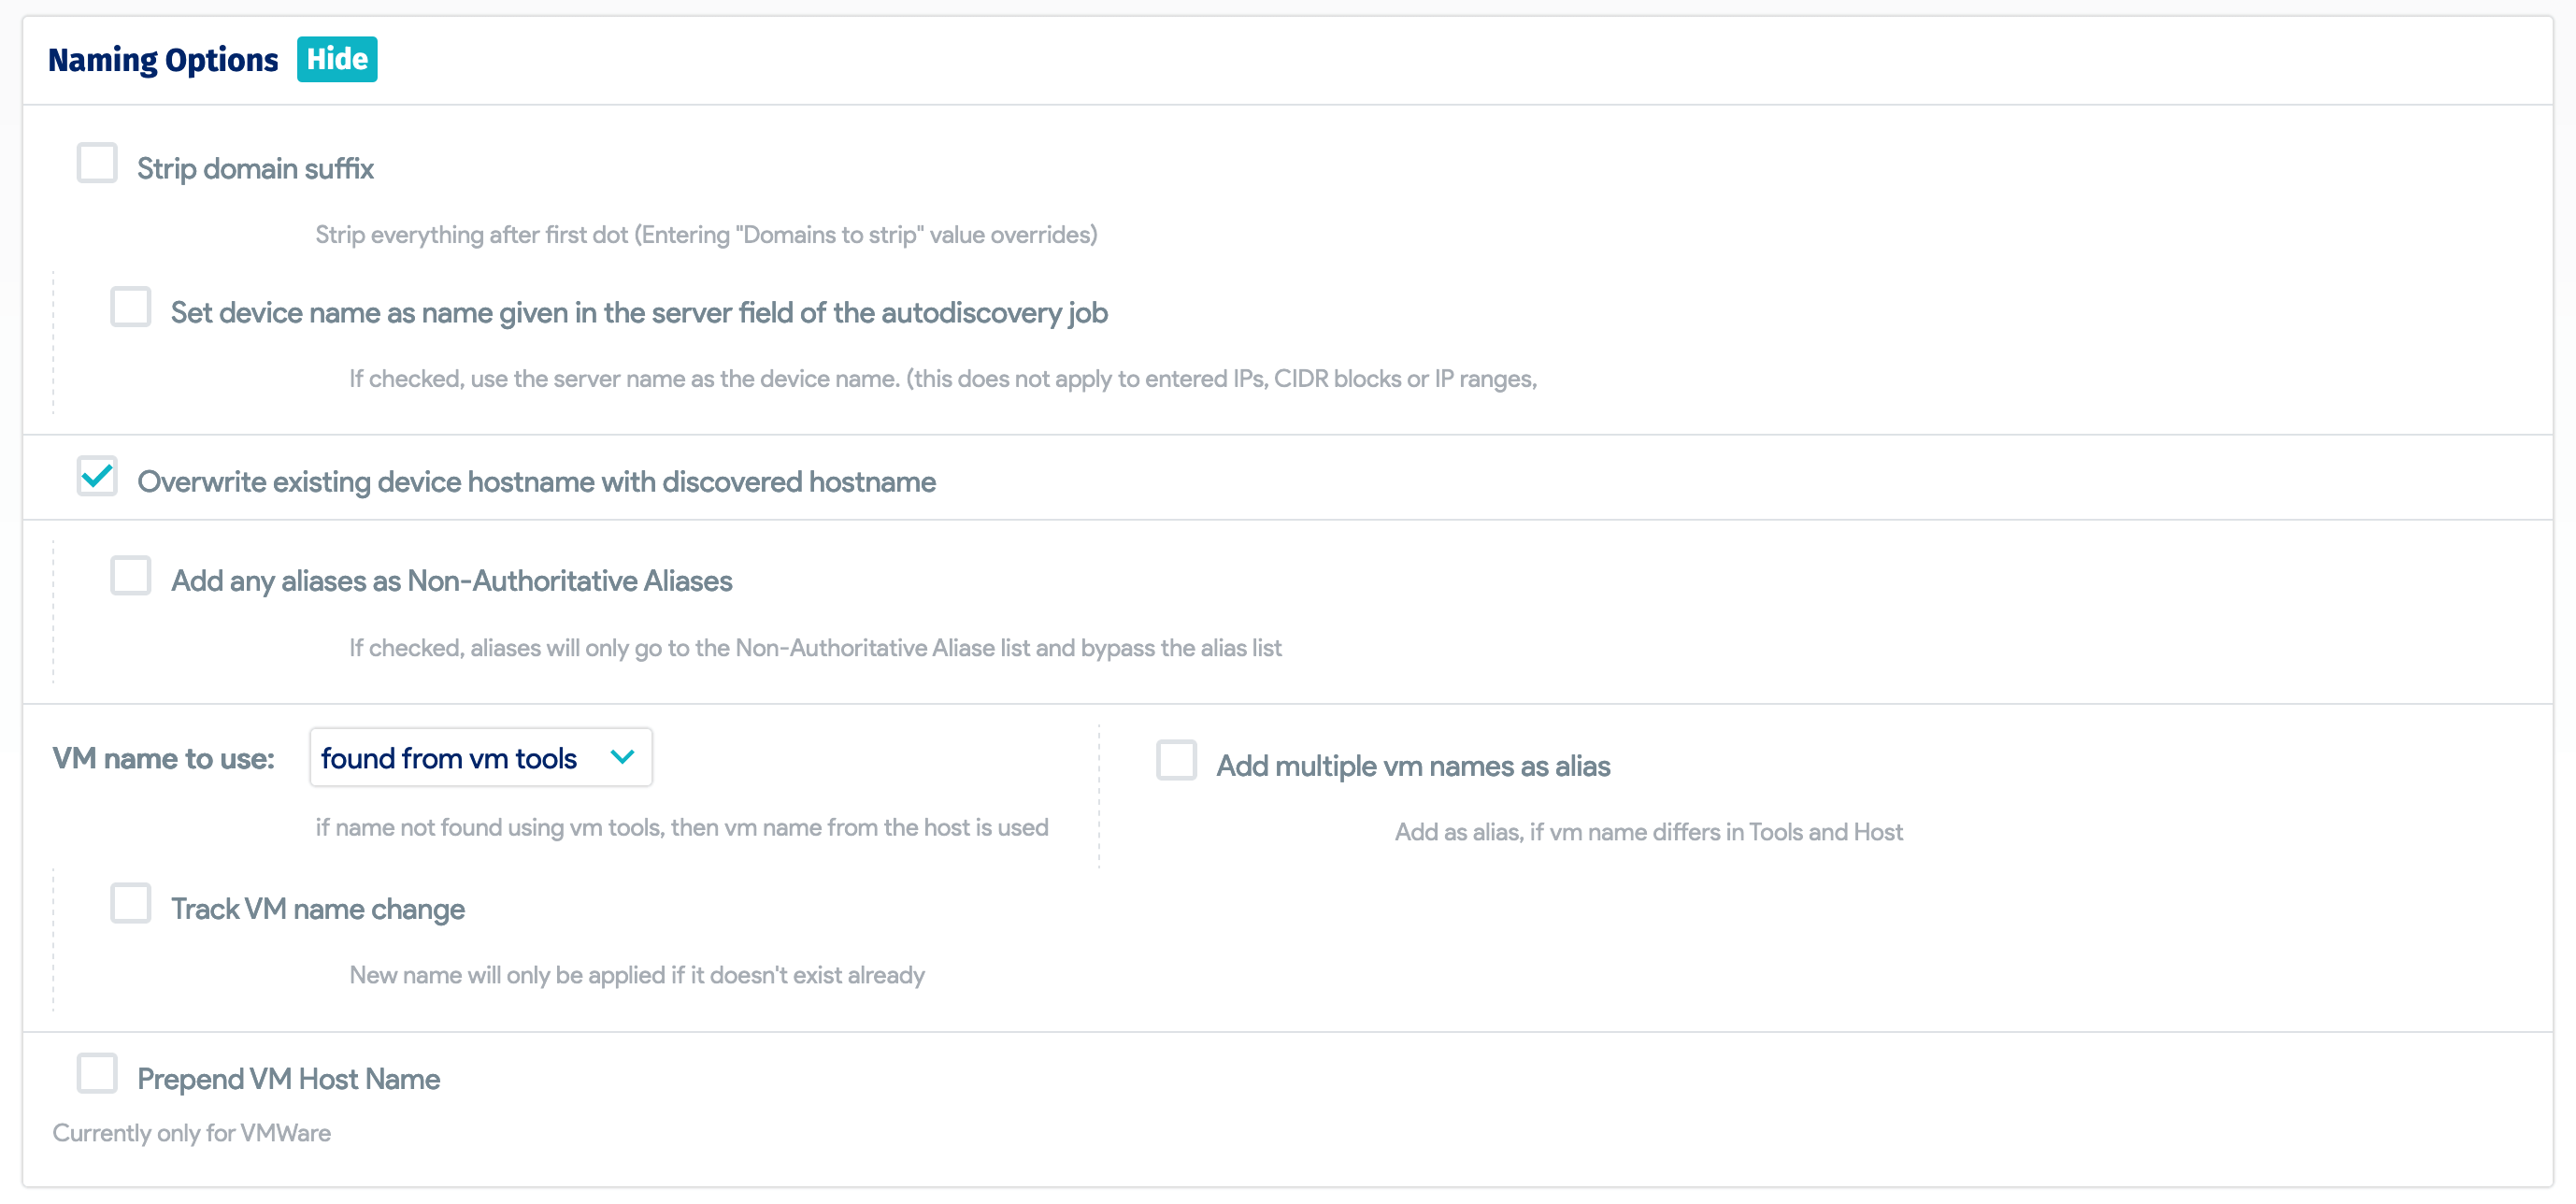 Naming Options Hide
Strip domain suffix
Strip everything after first dot (Entering "Domains to strip" value overrides)
Set device name as name given in the server field of the autodiscovery job
If checked, use the server name as the device name. (this does not apply to entered IPs, CIDR blocks or IP ranges,
Overwrite existing device hostname with discovered hostname
Add any aliases as Non-Authoritative Aliases
If checked, aliases will only go to the Non-Authoritative Aliase list and bypass the alias list
VM name to use: found from vm tools
if name not found using vm tools, then vm name from the host is used
Add multiple vm names as alias
Add as alias, if vm name differs in Tools and Host
Track VM name change
New name will only be applied if it doesn't exist already
Prepend VM Host Name
Currently only for VMWare